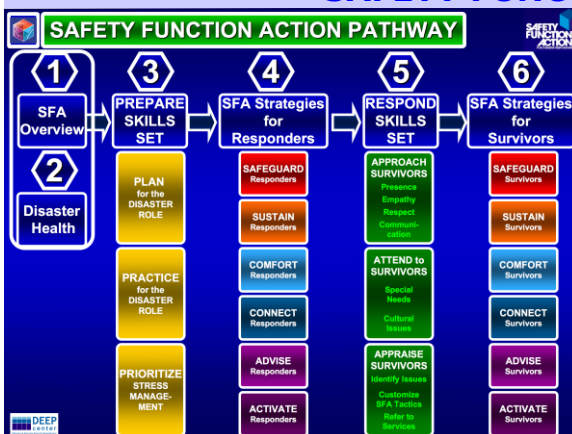 SAFETY FUNCTION ACTION PATHWAY
SAFETY
FUNCTION
ACTION
1
SFA
Overview
2
Disaster
Health
3
PREPARE
SKILLS
SET
PLAN
for the
DISASTER
ROLE
PRACTICE
for the
DISASTER
ROLE
PRIORITIZE
STRESS
MANAGE-
MENT
4
SFA Strategies
for
Responders
SAFEGUARD
Responders
SUSTAIN
Responders
COMFORT
Responders
CONNECT
Responders
ADVISE
Responders
ACTIVATE
Responders
5
RESPOND
SKILLS
SET
APPROACH
SURVIVORS
Presence
Empathy
Respect
Communi-
cation
ATTEND to
SURVIVORS
Special
Needs
Cultural
Issues
APPRAISE
SURVIVORS
Identify Issues
Customize
SFA Tactics
Refer to
Services
6
SFA Strategies
for
Survivors
SAFEGUARD
Survivors
SUSTAIN
Survivors
COMFORT
Survivors
CONNECT
Survivors
ADVISE
Survivors
ACTIVATE
Survivors
DEEP
center